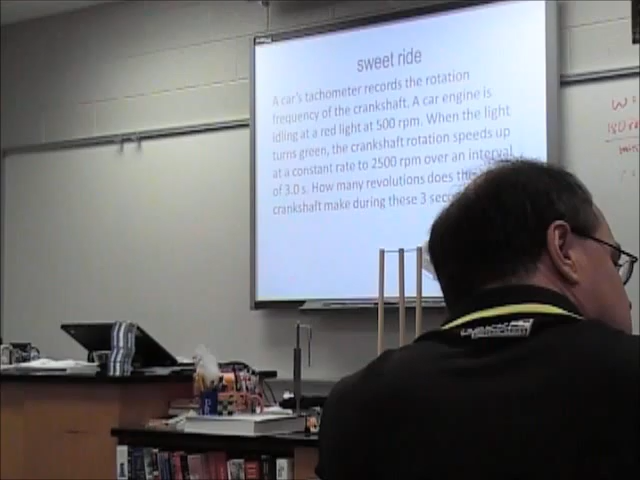 sweet ride
A car's tachometer records the rotation
frequency of the crankshaft. A car engine is
idling at a red light at 500 rpm. When the light
turns green, the crankshaft rotation speeds up
at a constant rate to 2500 rpm over an interval
of 3.0 s. How many revolutions does the
crankshaft make during these 3